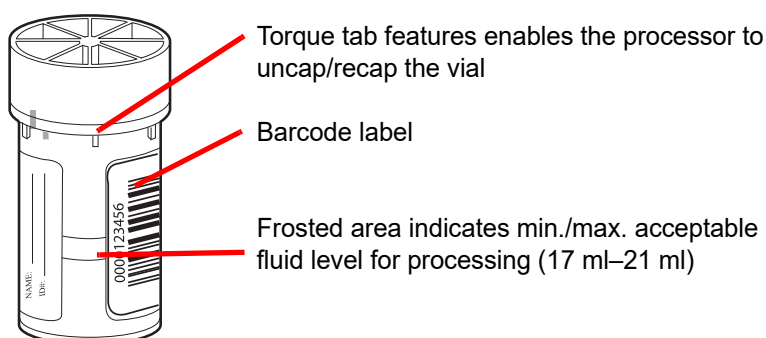 Torque tab features enables the processor to
uncap/recap the vial
Barcode label
Frosted area indicates min./max. acceptable
fluid level for processing (17 ml–21 ml)
NAME:
ID#:
0000123456